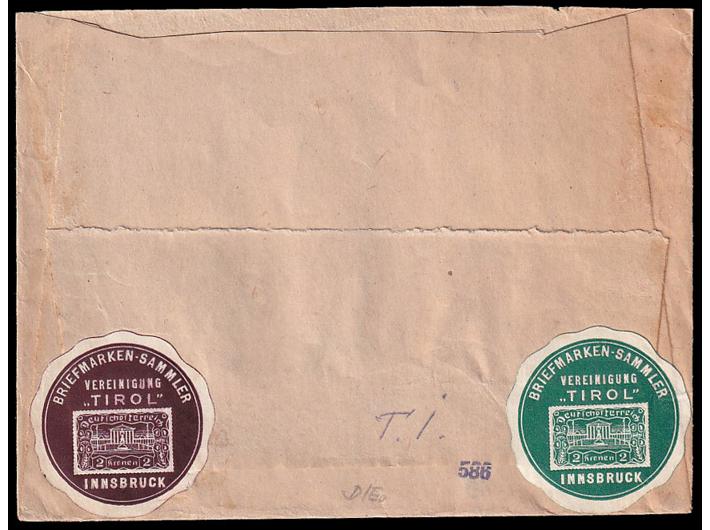 BRIEFMARKEN-SAMMLER
VEREINIGUNG
„TIROL"
Deutschösterreich
2 Kronen 2
INNSBRUCK
BRIEFMARKEN-SAMMLER
VEREINIGUNG
„TIROL"
Deutschösterreich
2 Kronen 2
INNSBRUCK
T. I.
586